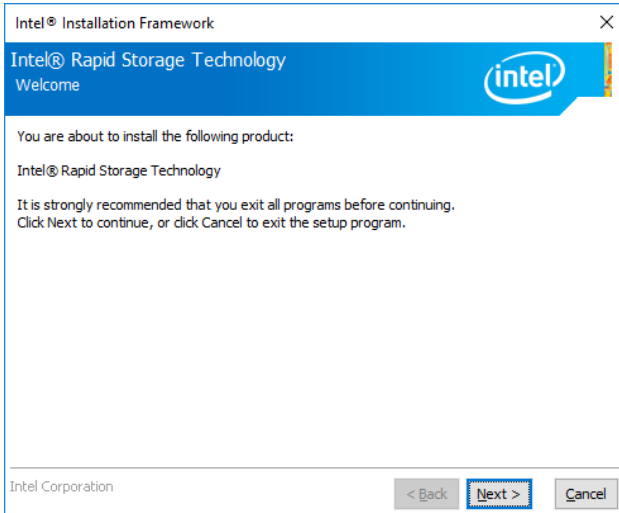 Intel® Installation Framework
Intel® Rapid Storage Technology
Welcome
intel
You are about to install the following product:
Intel® Rapid Storage Technology
It is strongly recommended that you exit all programs before continuing.
Click Next to continue, or click Cancel to exit the setup program.
Intel Corporation
< Back Next > Cancel